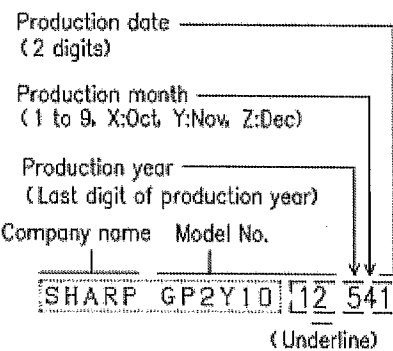 Production date
(2 digits)
Production month
(1 to 9, X:Oct, Y:Nov, Z:Dec)
Production year
(Last digit of production year)
Company name Model No.
SHARP GP2Y10 12 541
(Underline)